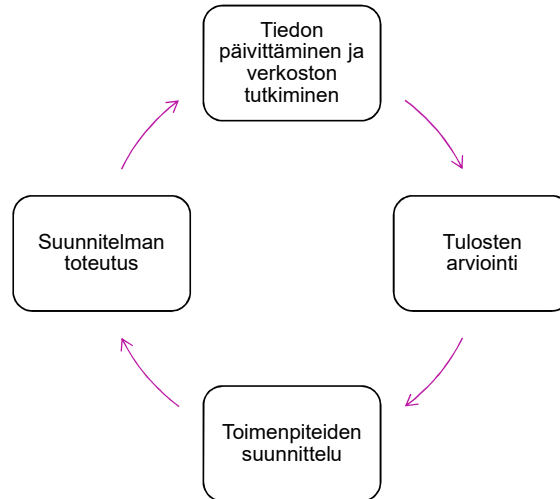 Tiedon
päivittäminen ja
verkoston
tutkiminen
Tulosten
arviointi
Toimenpiteiden
suunnittelu
Suunnitelman
toteutus